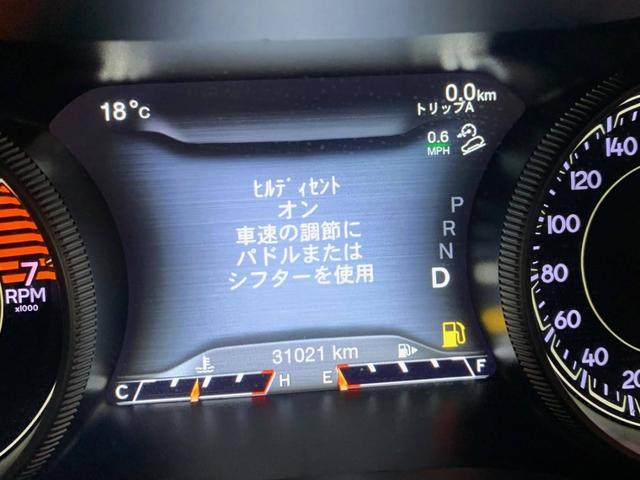 18°C
0.0km
トリップA
0.6
MPH
ﾋﾙﾃﾞｨｾﾝﾄ
オン
車速の調節に
パドルまたは
シフターを使用
P
R
N
D
7
RPM
x1000
31021 km
C
H
E
F
140
120
100
80
60
40
20